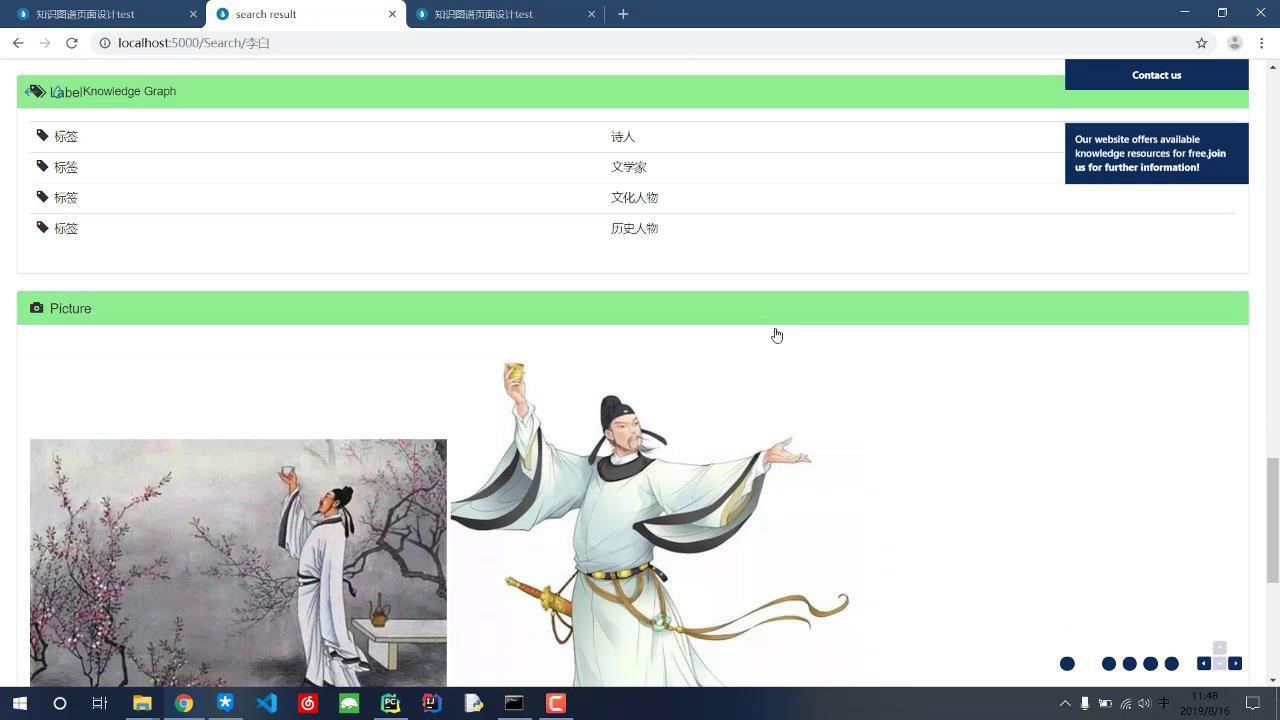 知识图谱页面设计test
search result
知识图谱页面设计test
localhost:5000/Search/李白
Contact us
Label
Knowledge Graph
标签 诗人
Our website offers available
knowledge resources for free.join
us for further information!
标签 文学家
标签 文化人物
标签 历史人物
Picture
PC
IJ
中
11:48
2019/8/16